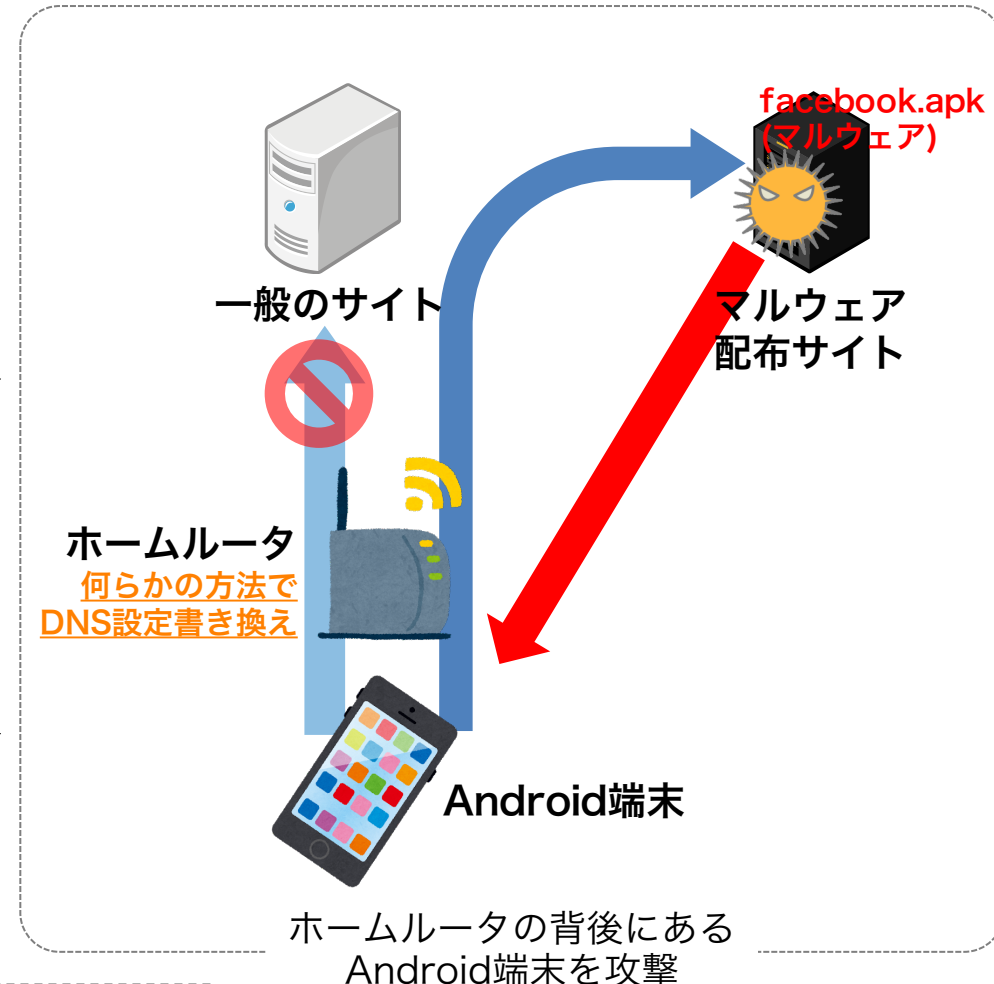 facebook.apk
(マルウェア)
一般のサイト
マルウェア
配布サイト
ホームルータ
何らかの方法で
DNS設定書き換え
Android端末
ホームルータの背後にある
Android端末を攻撃